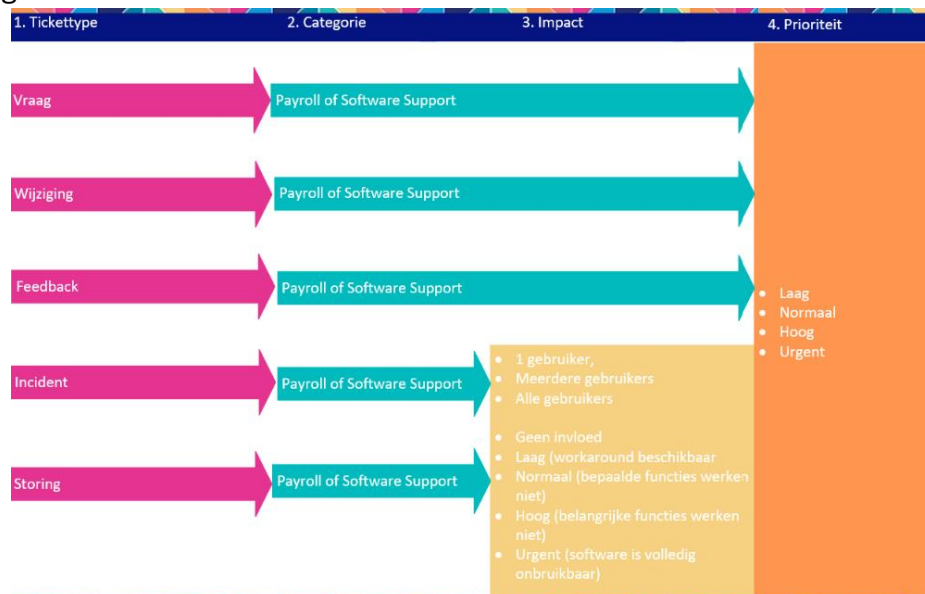 1. Tickettype
2. Categorie
3. Impact
4. Prioriteit
Vraag
Payroll of Software Support
Wijziging
Payroll of Software Support
Feedback
Payroll of Software Support
Incident
Payroll of Software Support
Storing
Payroll of Software Support
• 1 gebruiker,
• Meerdere gebruikers
• Alle gebruikers
• Geen invloed
• Laag (workaround beschikbaar
• Normaal (bepaalde functies werken
niet)
• Hoog (belangrijke functies werken
niet)
• Urgent (software is volledig
onbruikbaar)
• Laag
• Normaal
• Hoog
• Urgent